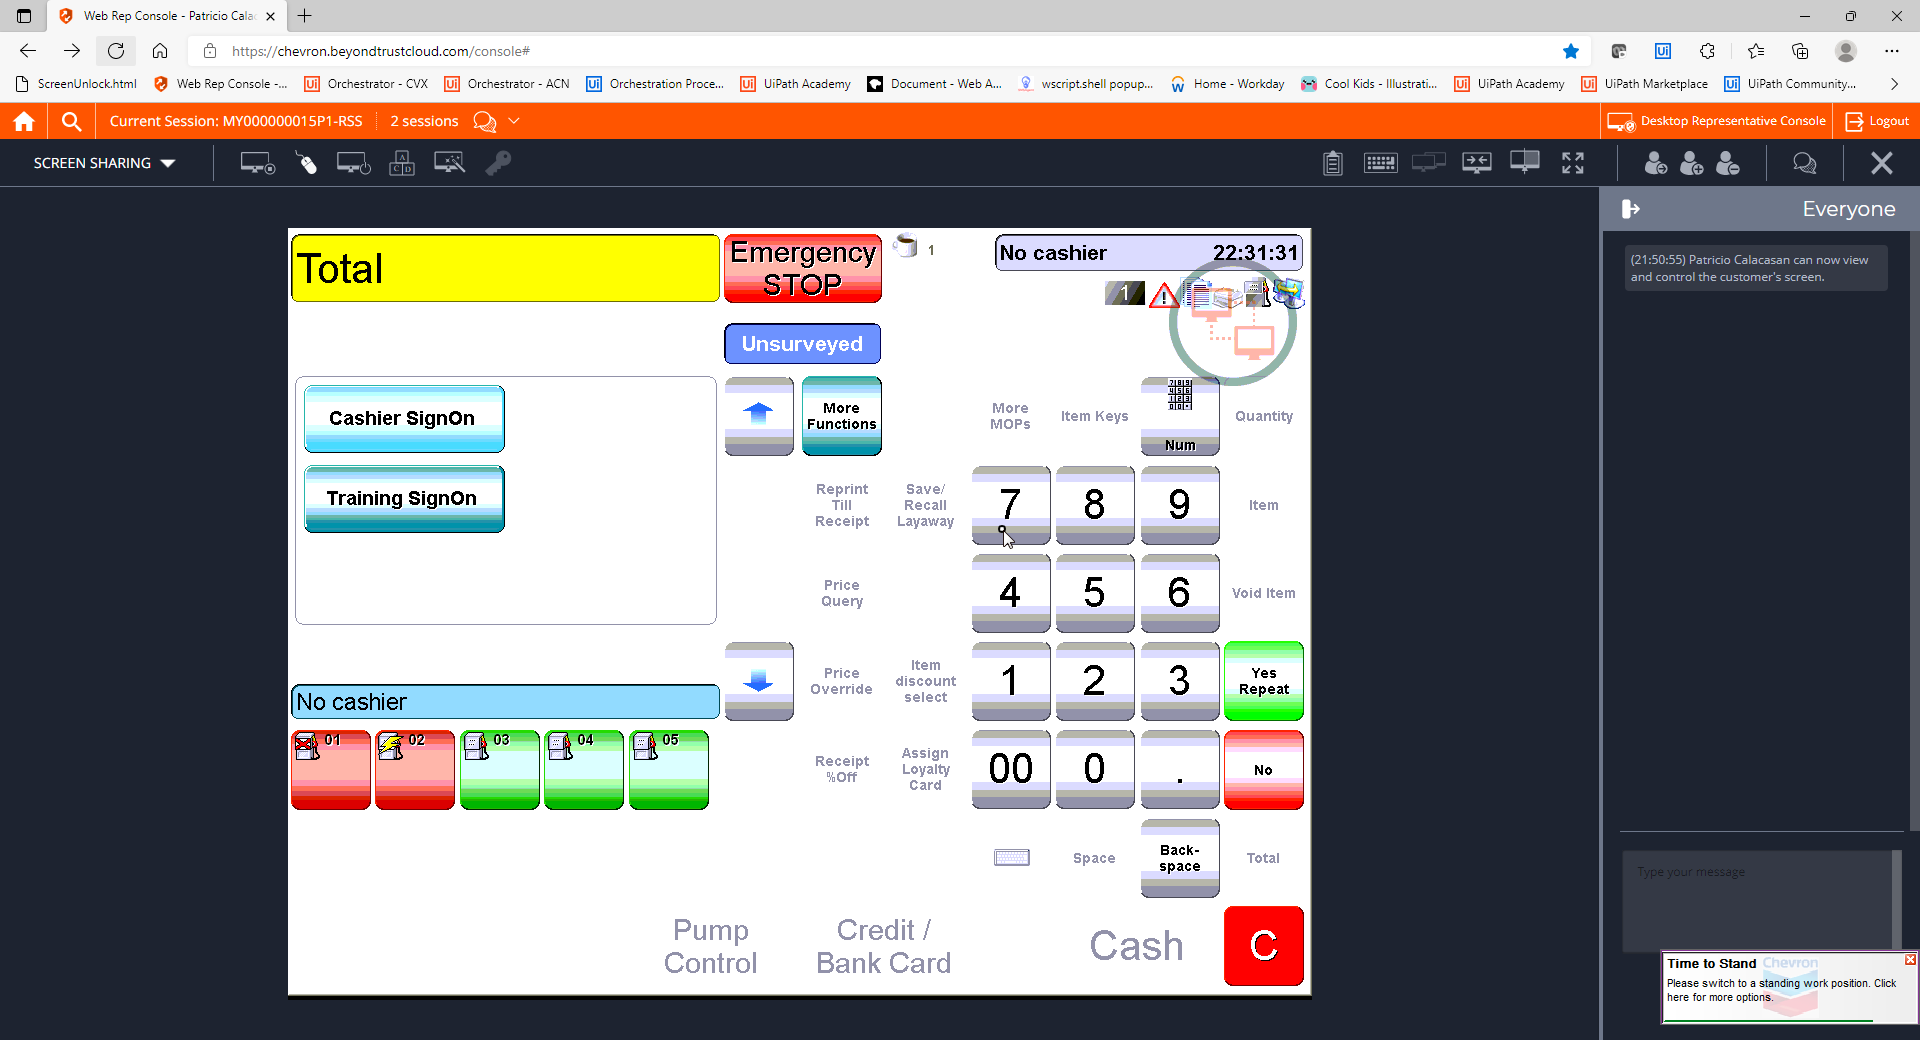 Web Rep Console - Patricio Cala
https://chevron.beyondtrustcloud.com/console#
ScreenUnlock.html
Web Rep Console -...
Orchestrator - CVX
Orchestrator - ACN
Orchestration Proce...
UiPath Academy
Document - Web A...
wscript.shell popup...
Home - Workday
Cool Kids - Illustrati...
UiPath Academy
UiPath Marketplace
UiPath Community...
Current Session: MY000000015P1-RSS
2 sessions
Desktop Representative Console
Logout
SCREEN SHARING
Everyone
(21:50:55) Patricio Calacasan can now view
and control the customer's screen.
Total
Emergency
STOP
1
No cashier
22:31:31
1
Unsurveyed
Cashier SignOn
Training SignOn
More
Functions
More
MOPs
Item Keys
Num
Quantity
Reprint
Till
Receipt
Save/
Recall
Layaway
7
8
9
Item
Price
Query
4
5
6
Void Item
Price
Override
Item
discount
select
1
2
3
Yes
Repeat
No cashier
01
02
03
04
05
Receipt
%Off
Assign
Loyalty
Card
00
0
.
No
Space
Back-
space
Total
Pump
Control
Credit /
Bank Card
Cash
C
Type your message
Time to Stand
Chevron
Please switch to a standing work position. Click
here for more options.